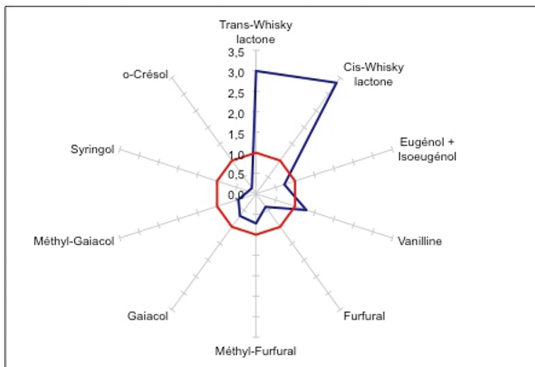 Trans-Whisky
lactone
3,5
3,0
2,5
2,0
1,5
1,0
0,5
0,0
Cis-Whisky
lactone
Eugénol +
Isoeugénol
Vanilline
Furfural
Méthyl-Furfural
Gaiacol
Méthyl-Gaiacol
Syringol
o-Crésol